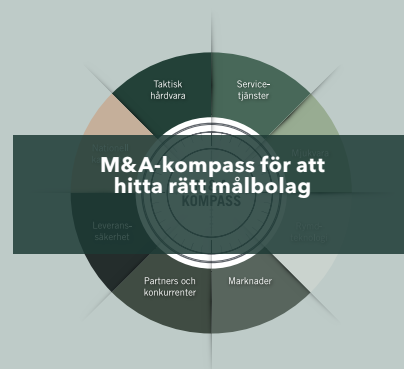 Taktisk
hårdvara
Service-
tjänster
M&A-kompass för att
hitta rätt målbolag
KOMPASS
Leverans-
säkerhet
Partners och
konkurrenter
Marknader